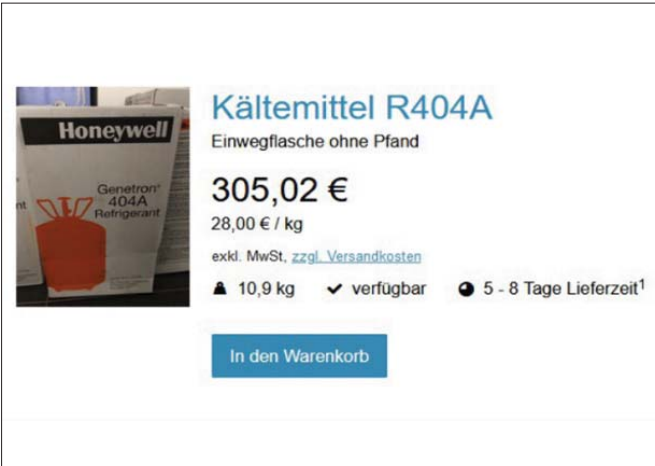 Kältemittel R404A
Honeywell
Einwegflasche ohne Pfand
Genetron®
404A
Refrigerant
305,02 €
28,00 € / kg
exkl. MwSt, zzgl. Versandkosten
10,9 kg verfügbar 5 - 8 Tage Lieferzeit¹
In den Warenkorb